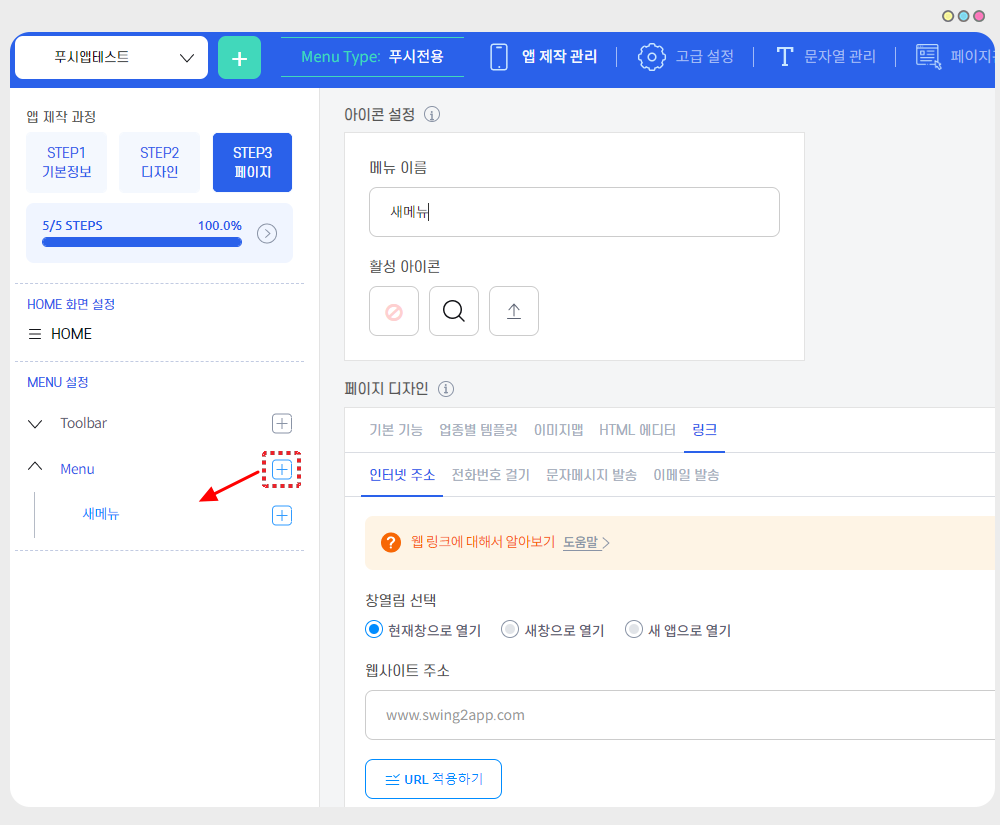 푸시앱테스트
Menu Type: 푸시전용
앱 제작 관리
고급 설정
문자열 관리
앱 제작 과정
STEP1
기본정보
STEP2
디자인
STEP3
페이지
5/5 STEPS 100.0%
HOME 화면 설정
HOME
MENU 설정
Toolbar
Menu
새메뉴
아이콘 설정
메뉴 이름
새메뉴
활성 아이콘
페이지 디자인
기본 기능 업종별 템플릿 이미지맵 HTML 에디터 링크
인터넷 주소 전화번호 걸기 문자메시지 발송 이메일 발송
? 웹 링크에 대해서 알아보기 도움말
창열림 선택
현재창으로 열기 새창으로 열기 새 앱으로 열기
웹사이트 주소
www.swing2app.com
URL 적용하기